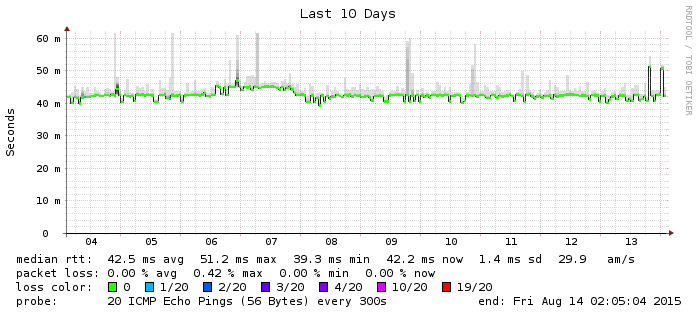 Last 10 Days
RRDTOOL / TOBI OETIKER
Seconds
60 m
50 m
40 m
30 m
20 m
10 m
0
04 05 06 07 08 09 10 11 12 13
median rtt: 42.5 ms avg 51.2 ms max 39.3 ms min 42.2 ms now 1.4 ms sd 29.9 am/s
packet loss: 0.00 % avg 0.42 % max 0.00 % min 0.00 % now
loss color: 0 1/20 2/20 3/20 4/20 10/20 19/20
probe: 20 ICMP Echo Pings (56 Bytes) every 300s end: Fri Aug 14 02:05:04 2015